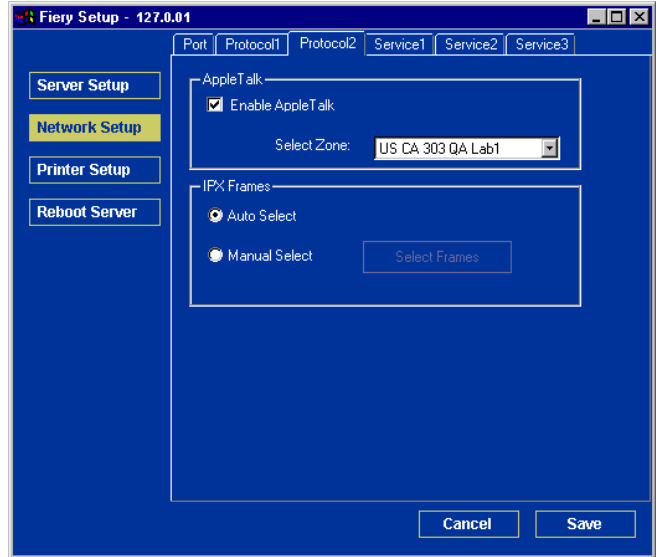 Fiery Setup - 127.0.01
Port Protocol1 Protocol2 Service1 Service2 Service3
Server Setup
Network Setup
Printer Setup
Reboot Server
AppleTalk
Enable AppleTalk
Select Zone: US CA 303 QA Lab1
IPX Frames
Auto Select
Manual Select Select Frames
Cancel Save